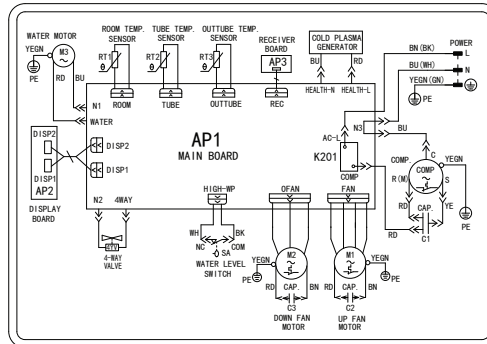 WATER MOTOR
YEGN
M3
PE
RD
BU
ROOM TEMP.
SENSOR
RT1
θ
ROOM
TUBE TEMP.
SENSOR
RT2
θ
TUBE
OUTTUBE TEMP.
SENSOR
RT3
θ
OUTTUBE
RECEIVER
BOARD
AP3
REC
COLD PLASMA
GENERATOR
BU
RD
HEALTH-N
HEALTH-L
POWER
BN(BK)
L
BU(WH)
N
YEGN(GN)
PE
N1
WATER
DISP2
DISP1
AP2
DISPLAY
BOARD
DISP2
DISP1
AP1
MAIN BOARD
AC-L
K201
COMP
N3
BU
COMP.
COMP
C
YEGN
R(M)
S
RD
YE
CAP.
C1
RD
PE
N2
4WAY
4YV
4-WAY
VALVE
HIGH-WP
WH
BK
NC
COM
SA
WATER LEVEL
SWITCH
OFAN
YEGN
M2
PE
RD
CAP.
BN
C3
DOWN FAN
MOTOR
FAN
M1
YEGN
PE
RD
CAP.
BN
C2
UP FAN
MOTOR